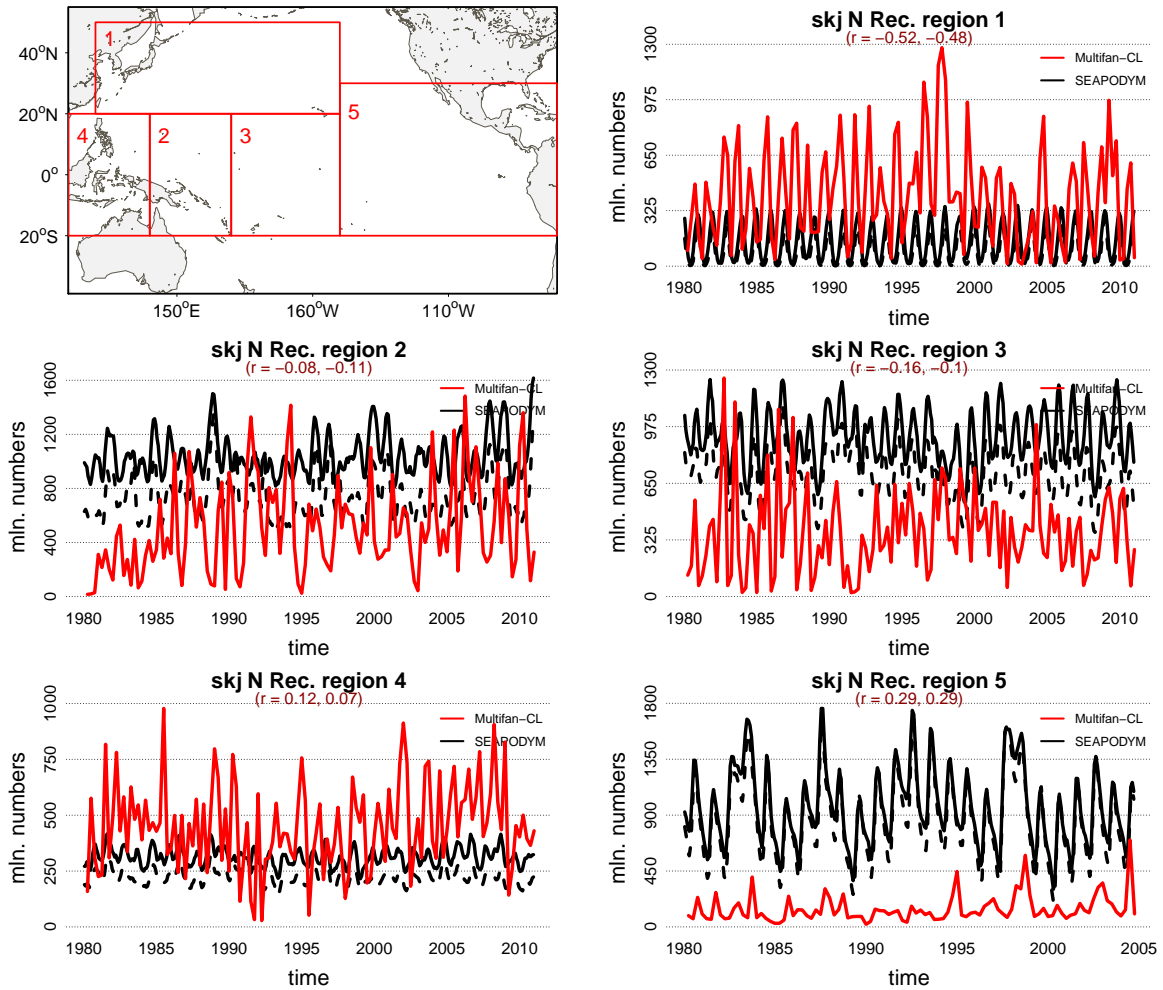 40°N
20°N
0°
20°S
150°E
160°W
110°W
1
2
3
4
5
skj N Rec. region 1
(r = −0.52, −0.48)
Multifan−CL
SEAPODYM
mln. numbers
0
325
650
975
1300
1980
1985
1990
1995
2000
2005
2010
time
skj N Rec. region 2
(r = −0.08, −0.11)
Multifan−CL
SEAPODYM
mln. numbers
0
400
800
1200
1600
1980
1985
1990
1995
2000
2005
2010
time
skj N Rec. region 3
(r = −0.16, −0.1)
Multifan−CL
SEAPODYM
mln. numbers
0
325
650
975
1300
1980
1985
1990
1995
2000
2005
2010
time
skj N Rec. region 4
(r = 0.12, 0.07)
Multifan−CL
SEAPODYM
mln. numbers
0
250
500
750
1000
1980
1985
1990
1995
2000
2005
2010
time
skj N Rec. region 5
(r = 0.29, 0.29)
Multifan−CL
SEAPODYM
mln. numbers
0
450
900
1350
1800
1980
1985
1990
1995
2000
2005
time